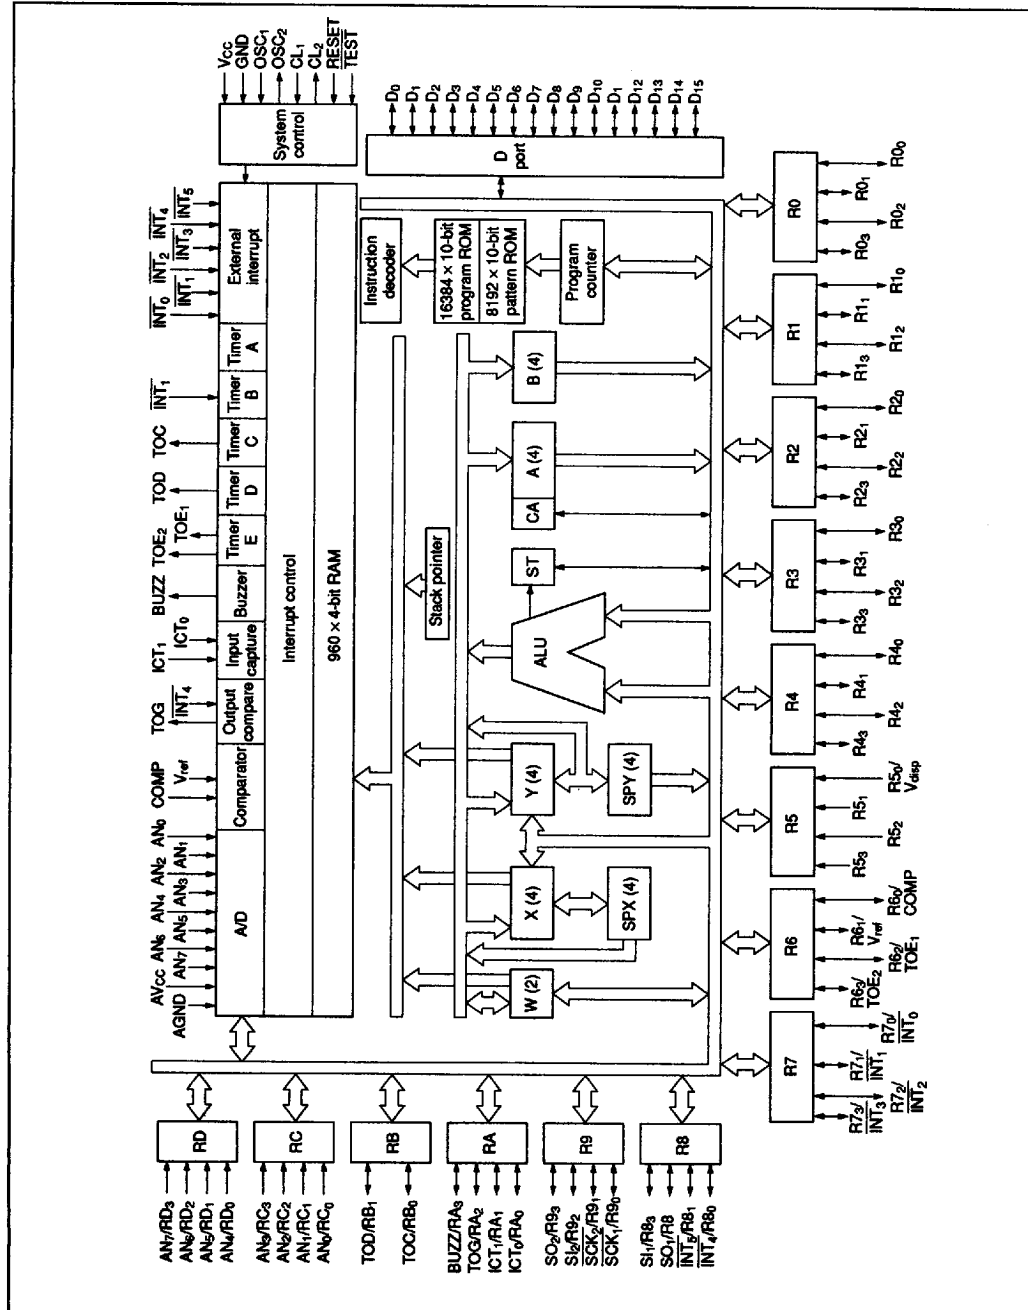 Vcc
GND
OSC1
OSC2
CL1
CL2
RESET
TEST
System control
D0
D1
D2
D3
D4
D5
D6
D7
D8
D9
D10
D1
D12
D13
D14
D15
D port
INT0
INT1
INT2
INT3
INT4
INT5
External interrupt
Timer A
INT1
Timer B
TOC
Timer C
TOD
Timer D
TOE2
TOE1
Timer E
BUZZ
Buzzer
ICT1
ICT0
Input capture
TOG
INT4
Output compare
COMP
Vref
Comparator
AN0
AN1
AN2
AN3
AN4
AN5
AN6
AN7
AVcc
AGND
A/D
Interrupt control
960 × 4-bit RAM
Instruction decoder
16384 × 10-bit program ROM
8192 × 10-bit pattern ROM
Program counter
Stack pointer
B (4)
A (4)
CA
ST
ALU
Y (4)
SPY (4)
X (4)
SPX (4)
W (2)
R0
R00
R01
R02
R03
R1
R10
R11
R12
R13
R2
R20
R21
R22
R23
R3
R30
R31
R32
R33
R4
R40
R41
R42
R43
R5
R50/
Vdisp
R51
R52
R53
R6
R60/
COMP
R61/
Vref
R62/
TOE1
R63/
TOE2
R7
R70/
INT0
R71/
INT1
R72/
INT2
R73/
INT3
RD
AN7/RD3
AN6/RD2
AN5/RD1
AN4/RD0
RC
AN3/RC3
AN2/RC2
AN1/RC1
AN0/RC0
RB
TOD/RB1
TOC/RB0
RA
BUZZ/RA3
TOG/RA2
ICT1/RA1
ICT0/RA0
R9
SO2/R93
SI2/R92
SCK2/R91
SCK1/R90
R8
SI1/R83
SO1/R8
INT5/R81
INT4/R80